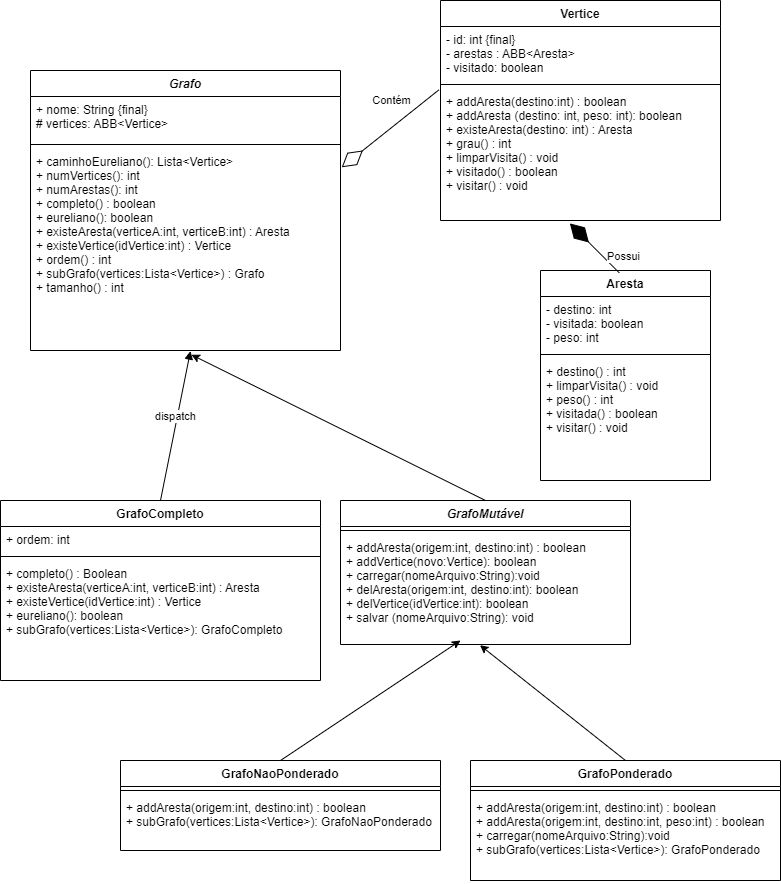 Vertice
- id: int {final}
- arestas : ABB<Aresta>
- visitado: boolean
+ addAresta(destino:int) : boolean
+ addAresta (destino: int, peso: int): boolean
+ existeAresta(destino: int) : Aresta
+ grau() : int
+ limparVisita() : void
+ visitado() : boolean
+ visitar() : void
Grafo
+ nome: String {final}
# vertices: ABB<Vertice>
+ caminhoEureliano(): Lista<Vertice>
+ numVertices(): int
+ numArestas(): int
+ completo() : boolean
+ eureliano(): boolean
+ existeAresta(verticeA:int, verticeB:int) : Aresta
+ existeVertice(idVertice:int) : Vertice
+ ordem() : int
+ subGrafo(vertices:Lista<Vertice>) : Grafo
+ tamanho() : int
Contém
Possui
Aresta
- destino: int
- visitada: boolean
- peso: int
+ destino() : int
+ limparVisita() : void
+ peso() : int
+ visitada() : boolean
+ visitar() : void
dispatch
GrafoCompleto
+ ordem: int
+ completo() : Boolean
+ existeAresta(verticeA:int, verticeB:int) : Aresta
+ existeVertice(idVertice:int) : Vertice
+ eureliano(): boolean
+ subGrafo(vertices:Lista<Vertice>): GrafoCompleto
GrafoMutável
+ addAresta(origem:int, destino:int) : boolean
+ addVertice(novo:Vertice): boolean
+ carregar(nomeArquivo:String):void
+ delAresta(origem:int, destino:int): boolean
+ delVertice(idVertice:int): boolean
+ salvar (nomeArquivo:String): void
GrafoNaoPonderado
+ addAresta(origem:int, destino:int) : boolean
+ subGrafo(vertices:Lista<Vertice>): GrafoNaoPonderado
GrafoPonderado
+ addAresta(origem:int, destino:int) : boolean
+ addAresta(origem:int, destino:int, peso:int) : boolean
+ carregar(nomeArquivo:String):void
+ subGrafo(vertices:Lista<Vertice>): GrafoPonderado